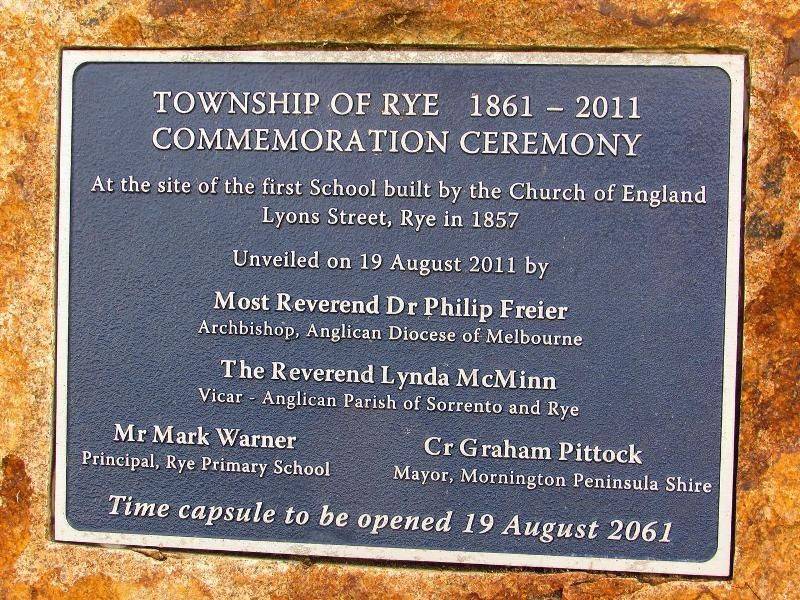 TOWNSHIP OF RYE 1861 – 2011
COMMEMORATION CEREMONY
At the site of the first School built by the Church of England
Lyons Street, Rye in 1857
Unveiled on 19 August 2011 by
Most Reverend Dr Philip Freier
Archbishop, Anglican Diocese of Melbourne
The Reverend Lynda McMinn
Vicar - Anglican Parish of Sorrento and Rye
Mr Mark Warner
Principal, Rye Primary School
Cr Graham Pittock
Mayor, Mornington Peninsula Shire
Time capsule to be opened 19 August 2061